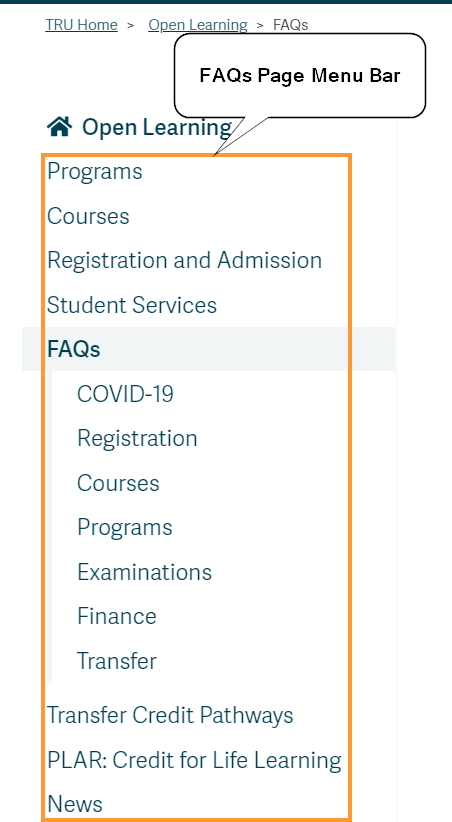 TRU Home > Open Learning > FAQs
FAQs Page Menu Bar
Open Learning
Programs
Courses
Registration and Admission
Student Services
FAQs
COVID-19
Registration
Courses
Programs
Examinations
Finance
Transfer
Transfer Credit Pathways
PLAR: Credit for Life Learning
News